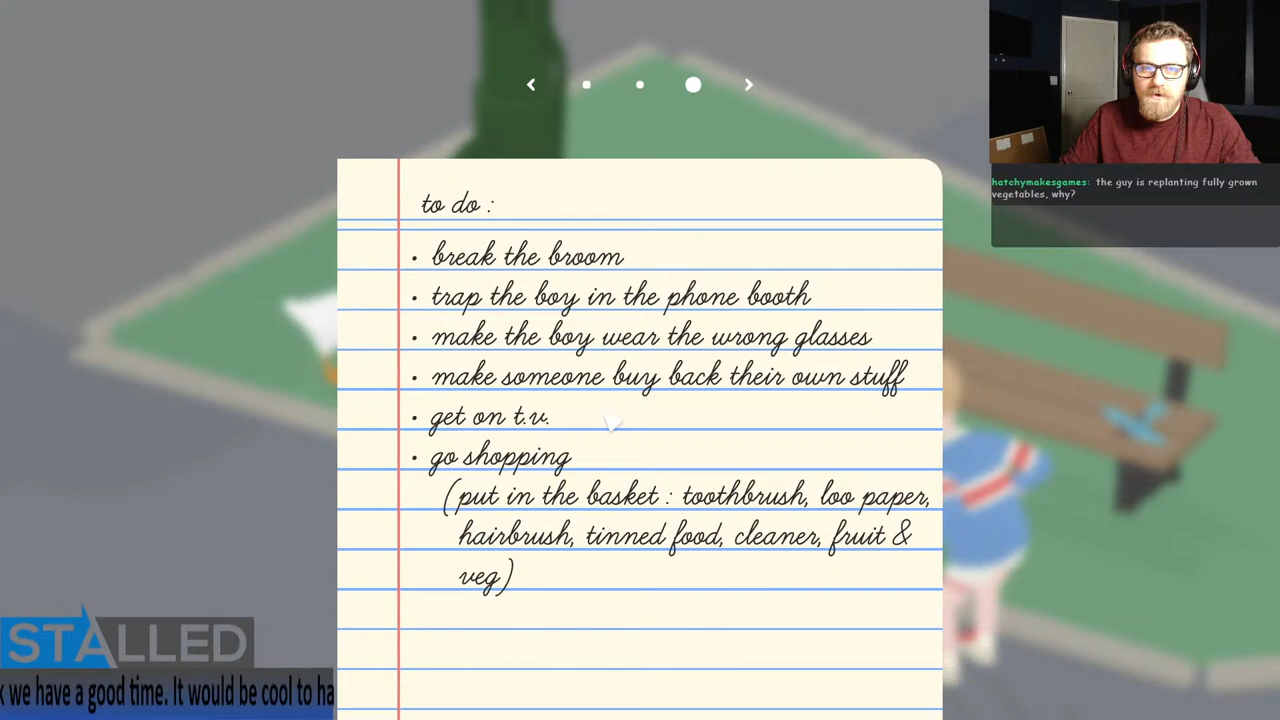 hatchymakesgames: the guy is replanting fully grown
vegetables, why?
to do :
• break the broom
• trap the boy in the phone booth
• make the boy wear the wrong glasses
• make someone buy back their own stuff
• get on t.v.
• go shopping
(put in the basket : toothbrush, loo paper,
hairbrush, tinned food, cleaner, fruit &
veg)
STALLED
we have a good time. It would be cool to